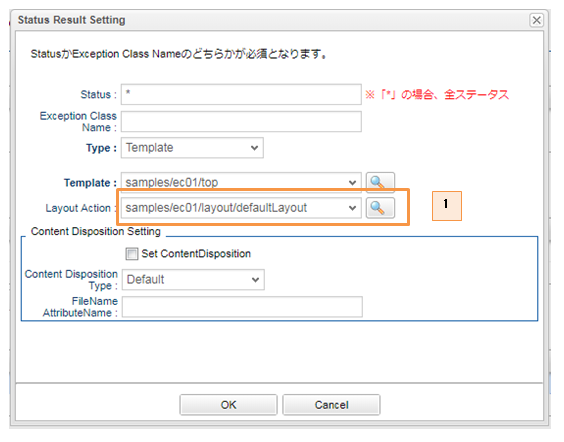 Status Result Setting
StatusかException Class Nameのどちらかが必須となります。
Status : * ※「*」の場合、全ステータス
Exception Class
Name :
Type : Template
Template : samples/ec01/top
Layout Action : samples/ec01/layout/defaultLayout 1
Content Disposition Setting
Set ContentDisposition
Content Disposition
Type : Default
FileName
AttributeName :
OK Cancel